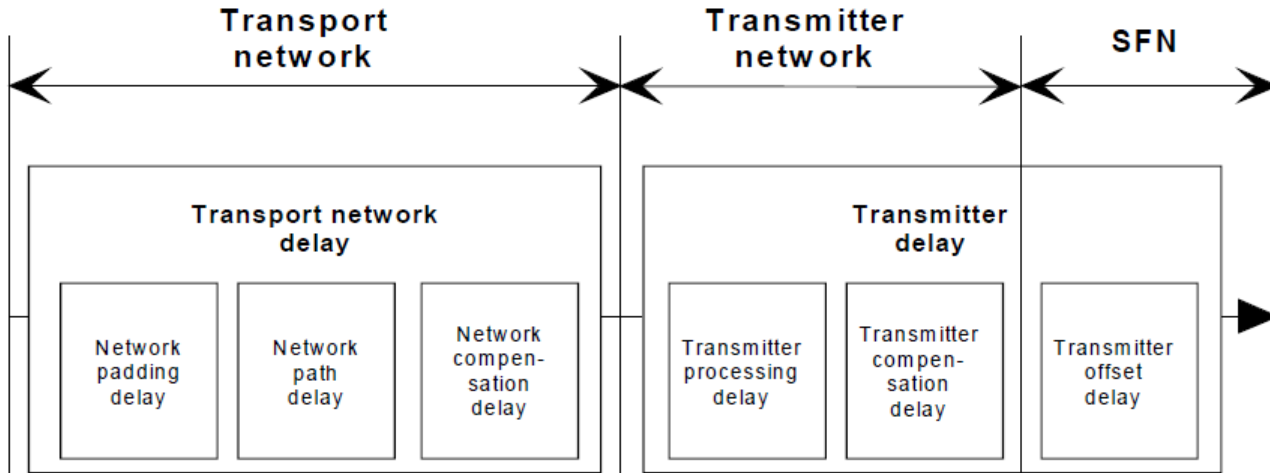 Transport
network
Transmitter
network
SFN
Transport network
delay
Transmitter
delay
Network
padding
delay
Network
path
delay
Network
compen-
sation
delay
Transmitter
processing
delay
Transmitter
compen-
sation
delay
Transmitter
offset
delay